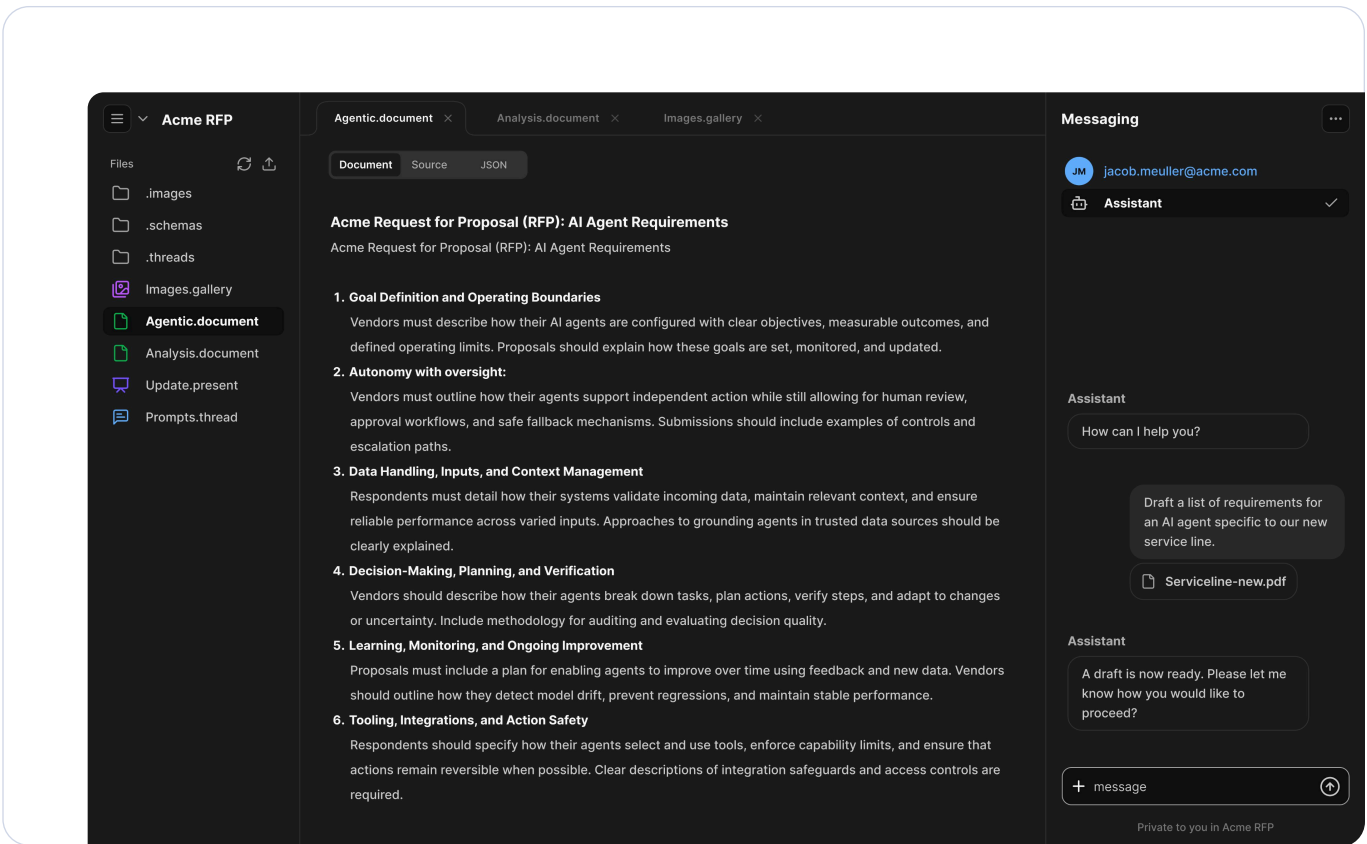 Acme RFP
Files
.images
.schemas
.threads
Images.gallery
Agentic.document
Analysis.document
Update.present
Prompts.thread
Agentic.document
Analysis.document
Images.gallery
Document
Source
JSON
Acme Request for Proposal (RFP): AI Agent Requirements
Acme Request for Proposal (RFP): AI Agent Requirements
1. Goal Definition and Operating Boundaries
Vendors must describe how their AI agents are configured with clear objectives, measurable outcomes, and
defined operating limits. Proposals should explain how these goals are set, monitored, and updated.
2. Autonomy with oversight:
Vendors must outline how their agents support independent action while still allowing for human review,
approval workflows, and safe fallback mechanisms. Submissions should include examples of controls and
escalation paths.
3. Data Handling, Inputs, and Context Management
Respondents must detail how their systems validate incoming data, maintain relevant context, and ensure
reliable performance across varied inputs. Approaches to grounding agents in trusted data sources should be
clearly explained.
4. Decision-Making, Planning, and Verification
Vendors should describe how their agents break down tasks, plan actions, verify steps, and adapt to changes
or uncertainty. Include methodology for auditing and evaluating decision quality.
5. Learning, Monitoring, and Ongoing Improvement
Proposals must include a plan for enabling agents to improve over time using feedback and new data. Vendors
should outline how they detect model drift, prevent regressions, and maintain stable performance.
6. Tooling, Integrations, and Action Safety
Respondents should specify how their agents select and use tools, enforce capability limits, and ensure that
actions remain reversible when possible. Clear descriptions of integration safeguards and access controls are
required.
Messaging
JM
jacob.meuller@acme.com
Assistant
Assistant
How can I help you?
Draft a list of requirements for
an AI agent specific to our new
service line.
Serviceline-new.pdf
Assistant
A draft is now ready. Please let me
know how you would like to
proceed?
message
Private to you in Acme RFP